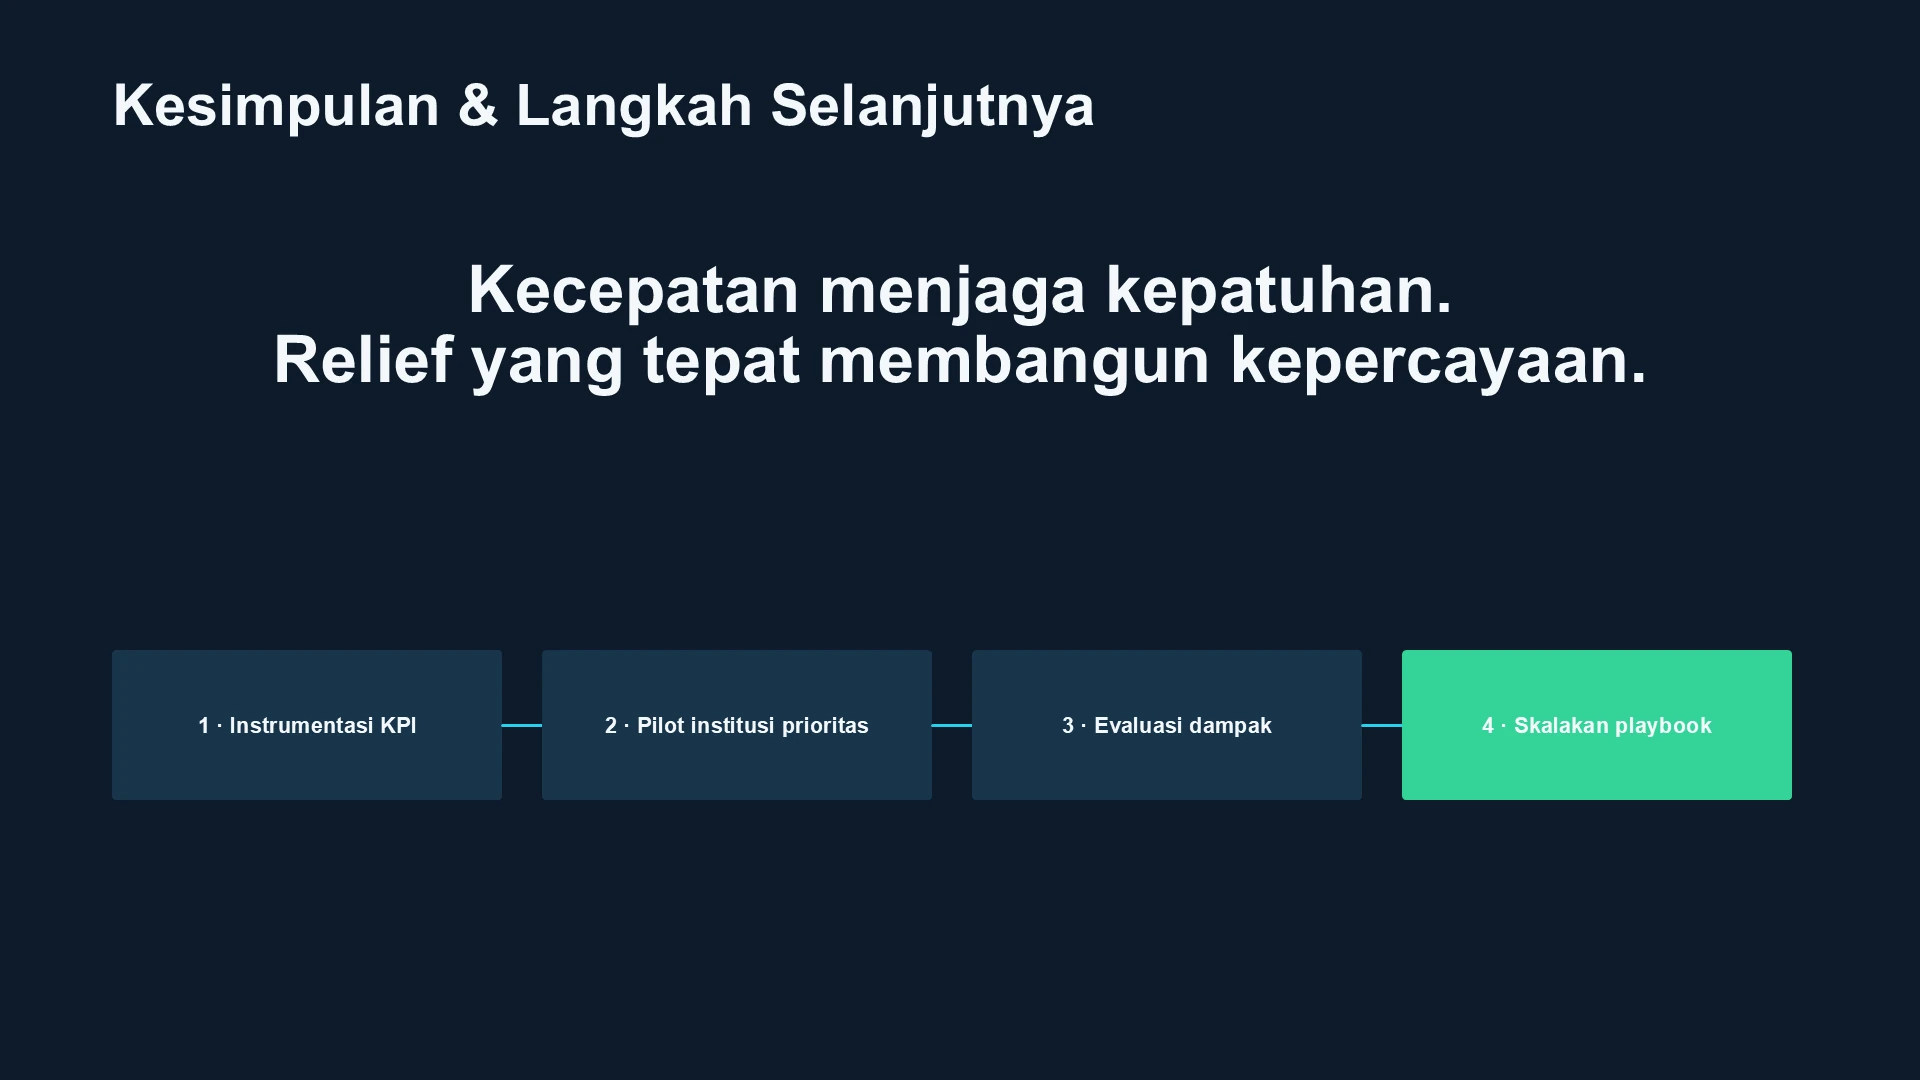 Kesimpulan & Langkah Selanjutnya
Kecepatan menjaga kepatuhan.
Relief yang tepat membangun kepercayaan.
1 · Instrumentasi KPI
2 · Pilot institusi prioritas
3 · Evaluasi dampak
4 · Skalakan playbook